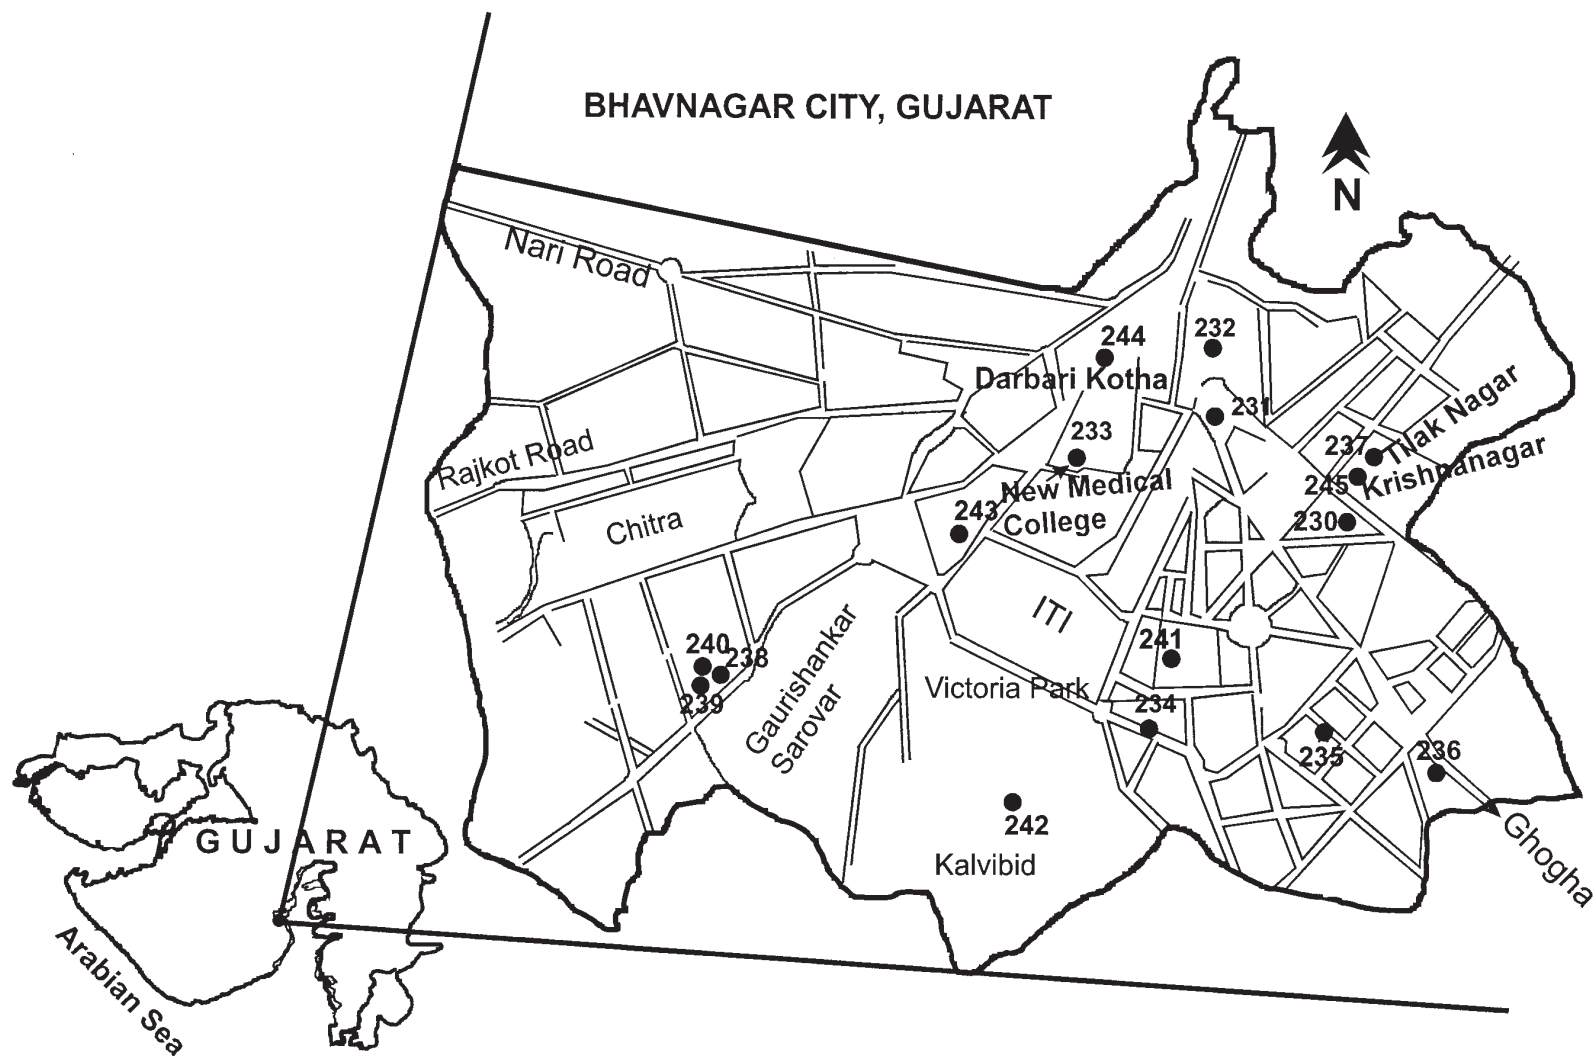 BHAVNAGAR CITY, GUJARAT
N
Nari Road
244
232
Darbari Kotha
231
233
237
Tilak Nagar
Rajkot Road
245
Krishnanagar
New Medical
College
243
230
Chitra
ITI
240
238
239
241
Gaurishankar
Sarovar
Victoria Park
234
235
236
242
Kalvibid
Ghogha
GUJARAT
Arabian Sea